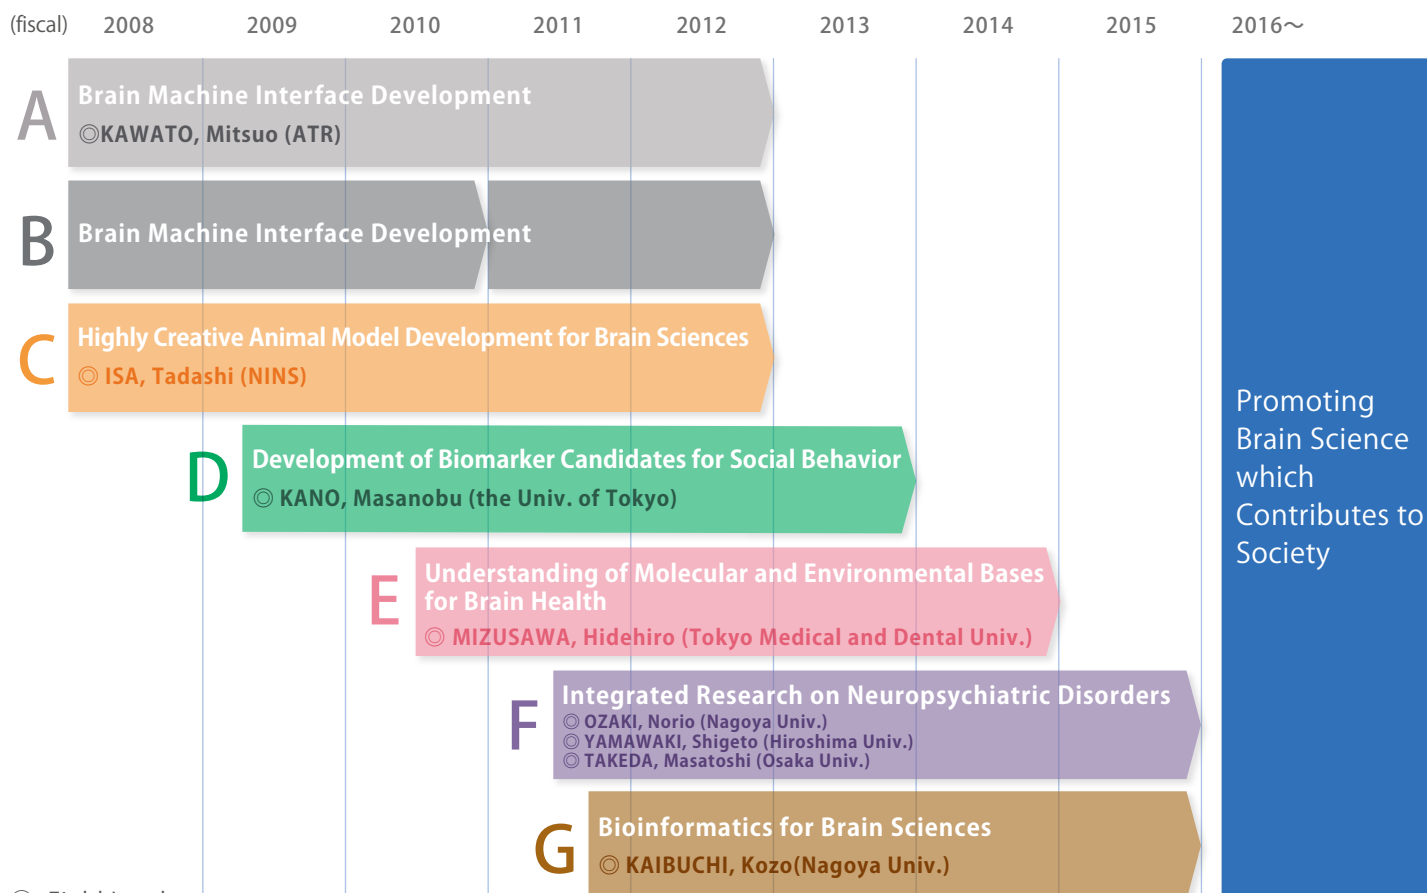 (fiscal) 2008 2009 2010 2011 2012 2013 2014 2015 2016～
A
Brain Machine Interface Development
◎KAWATO, Mitsuo (ATR)
B
Brain Machine Interface Development
C
Highly Creative Animal Model Development for Brain Sciences
◎ ISA, Tadashi (NINS)
D
Development of Biomarker Candidates for Social Behavior
◎ KANO, Masanobu (the Univ. of Tokyo)
E
Understanding of Molecular and Environmental Bases
for Brain Health
◎ MIZUSAWA, Hidehiro (Tokyo Medical and Dental Univ.)
F
Integrated Research on Neuropsychiatric Disorders
◎ OZAKI, Norio (Nagoya Univ.)
◎ YAMAWAKI, Shigeto (Hiroshima Univ.)
◎ TAKEDA, Masatoshi (Osaka Univ.)
G
Bioinformatics for Brain Sciences
◎ KAIBUCHI, Kozo(Nagoya Univ.)
Promoting
Brain Science
which
Contributes to
Society